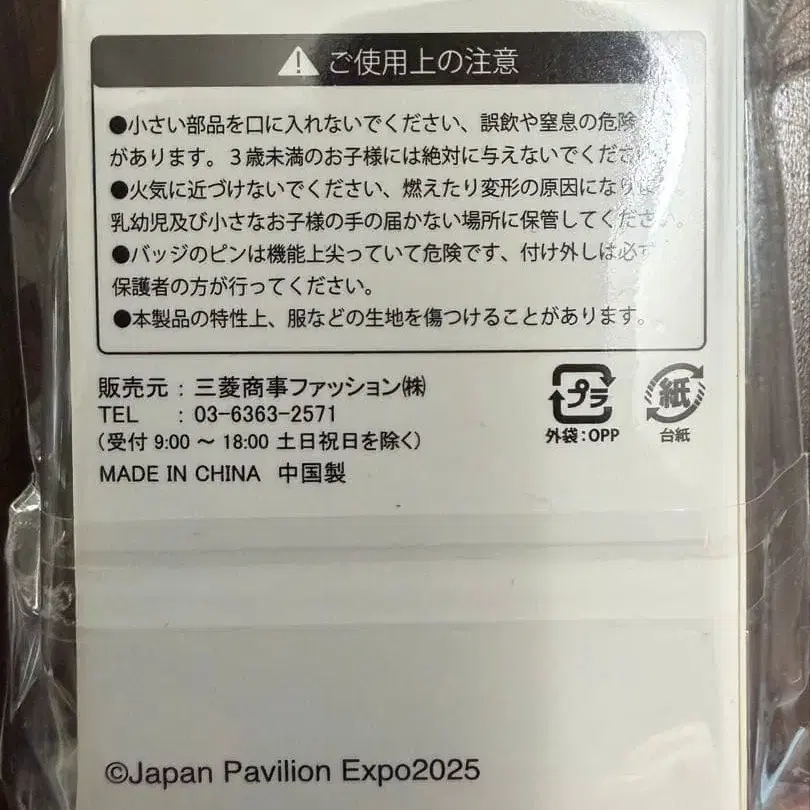 ご使用上の注意
●小さい部品を口に入れないでください、誤飲や窒息の危険
があります。3歳未満のお子様には絶対に与えないでくださ
●火気に近づけないでください、燃えたり変形の原因になります。
乳幼児及び小さなお子様の手の届かない場所に保管してください。
●バッジのピンは機能上尖っていて危険です、付け外しは必ず
保護者の方が行ってください。
●本製品の特性上、服などの生地を傷つけることがあります。
販売元:三菱商事ファッション㈱
TEL :03-6363-2571
(受付 9:00 ~ 18:00 土日祝日を除く)
MADE IN CHINA 中国製
プラ
外袋:OPP
紙
台紙
©Japan Pavilion Expo2025